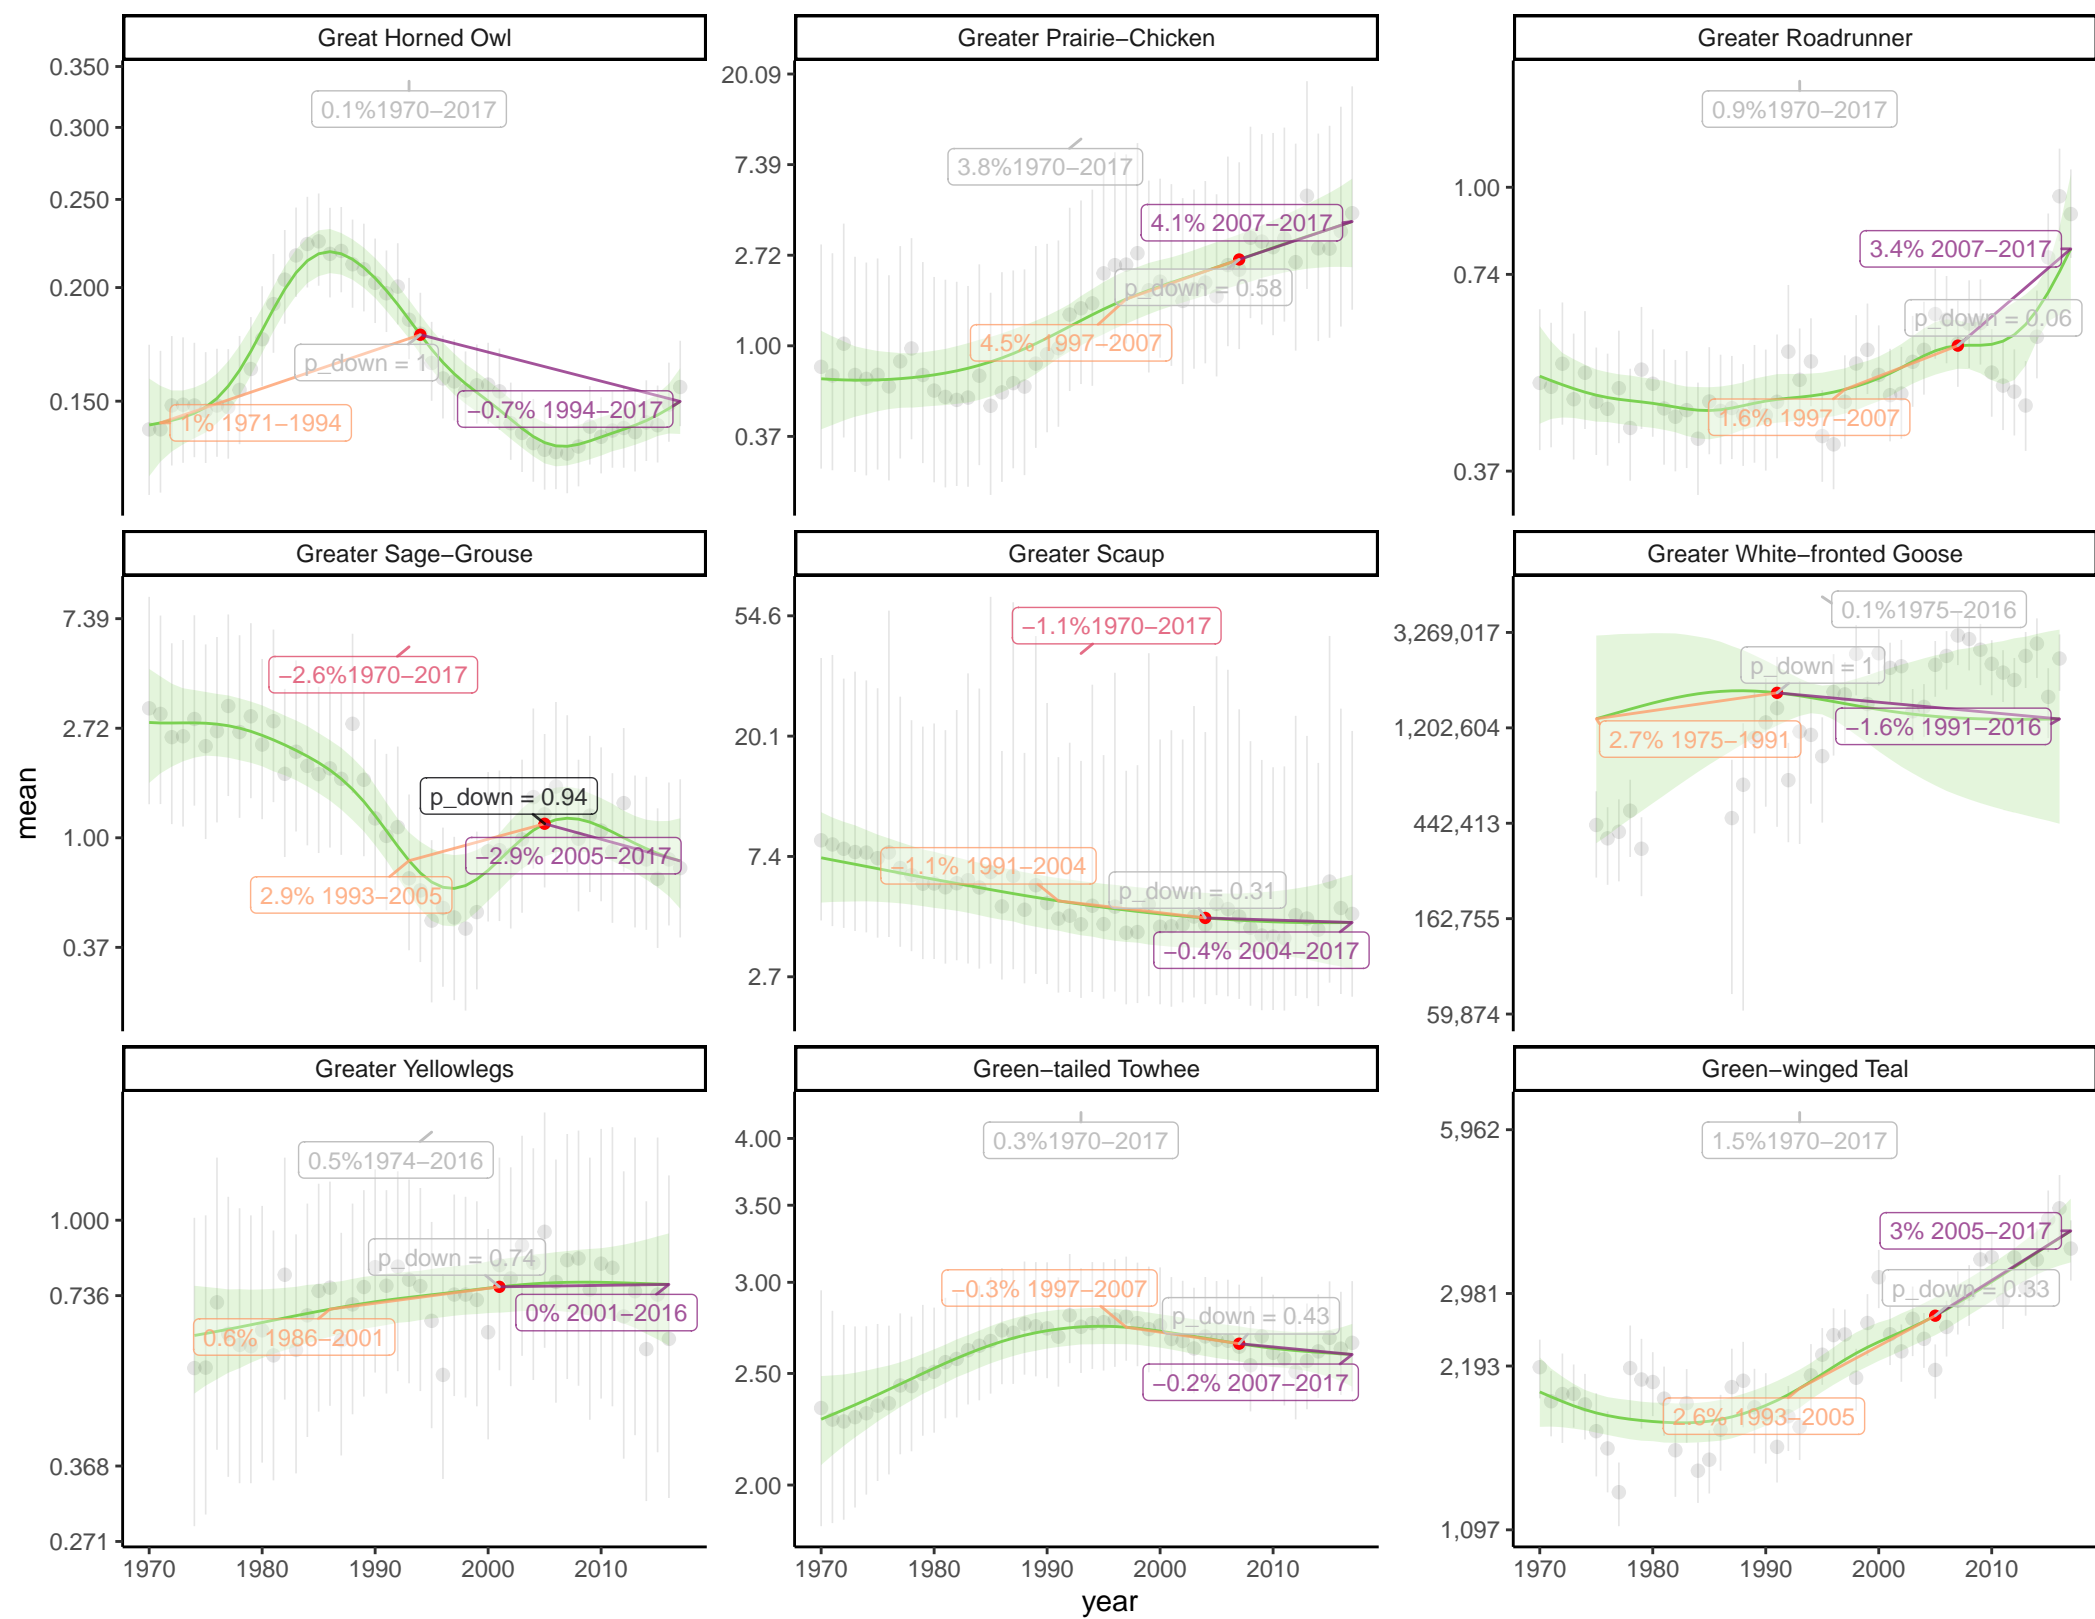 Great Horned Owl
0.350
0.300
0.250
0.200
0.150
0.1%1970−2017
p_down = 1
1% 1971−1994
−0.7% 1994−2017
Greater Prairie−Chicken
20.09
7.39
2.72
1.00
0.37
3.8%1970−2017
4.1% 2007−2017
p_down = 0.58
4.5% 1997−2007
Greater Roadrunner
1.00
0.74
0.37
0.9%1970−2017
3.4% 2007−2017
p_down = 0.06
1.6% 1997−2007
mean
Greater Sage−Grouse
7.39
2.72
1.00
0.37
−2.6%1970−2017
p_down = 0.94
−2.9% 2005−2017
2.9% 1993−2005
Greater Scaup
54.6
20.1
7.4
2.7
−1.1%1970−2017
−1.1% 1991−2004
p_down = 0.31
−0.4% 2004−2017
Greater White−fronted Goose
3,269,017
1,202,604
442,413
162,755
59,874
0.1%1975−2016
p_down = 1
−1.6% 1991−2016
2.7% 1975−1991
Greater Yellowlegs
1.000
0.736
0.368
0.271
0.5%1974−2016
p_down = 0.74
0% 2001−2016
0.6% 1986−2001
1970 1980 1990 2000 2010
Green−tailed Towhee
4.00
3.50
3.00
2.50
2.00
0.3%1970−2017
−0.3% 1997−2007
p_down = 0.43
−0.2% 2007−2017
1970 1980 1990 2000 2010
Green−winged Teal
5,962
2,981
2,193
1,097
1.5%1970−2017
3% 2005−2017
p_down = 0.33
2.6% 1993−2005
1970 1980 1990 2000 2010
year